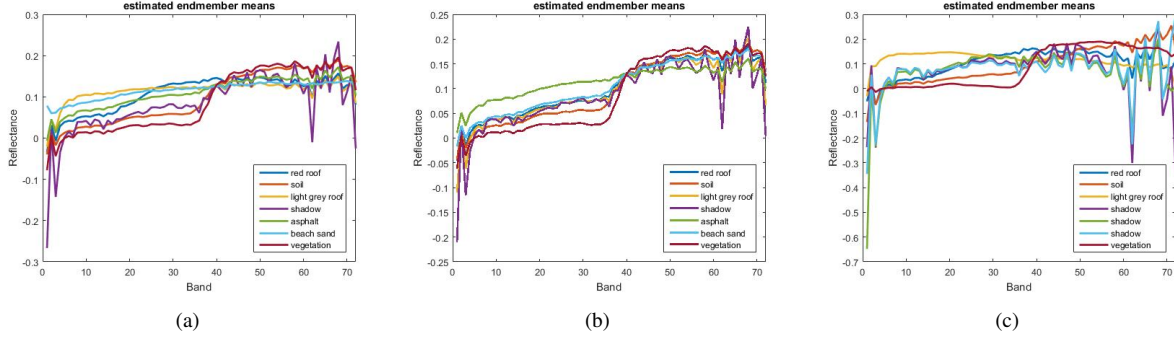 estimated endmember means
0.3
0.2
0.1
0
-0.1
-0.2
-0.3
Reflectance
red roof
soil
light grey roof
shadow
asphalt
beach sand
vegetation
0 10 20 30 40 50 60 70
Band
(a)
estimated endmember means
0.25
0.2
0.15
0.1
0.05
0
0.05
0.1
0.15
0.2
0.25
Reflectance
red roof
soil
light grey roof
shadow
asphalt
beach sand
vegetation
0 10 20 30 40 50 60 70
Band
(b)
estimated endmember means
0.3
0.2
0.1
0
-0.1
-0.2
-0.3
-0.4
-0.5
-0.6
-0.7
Reflectance
red roof
soil
light grey roof
shadow
shadow
shadow
vegetation
0 10 20 30 40 50 60 70
Band
(c)